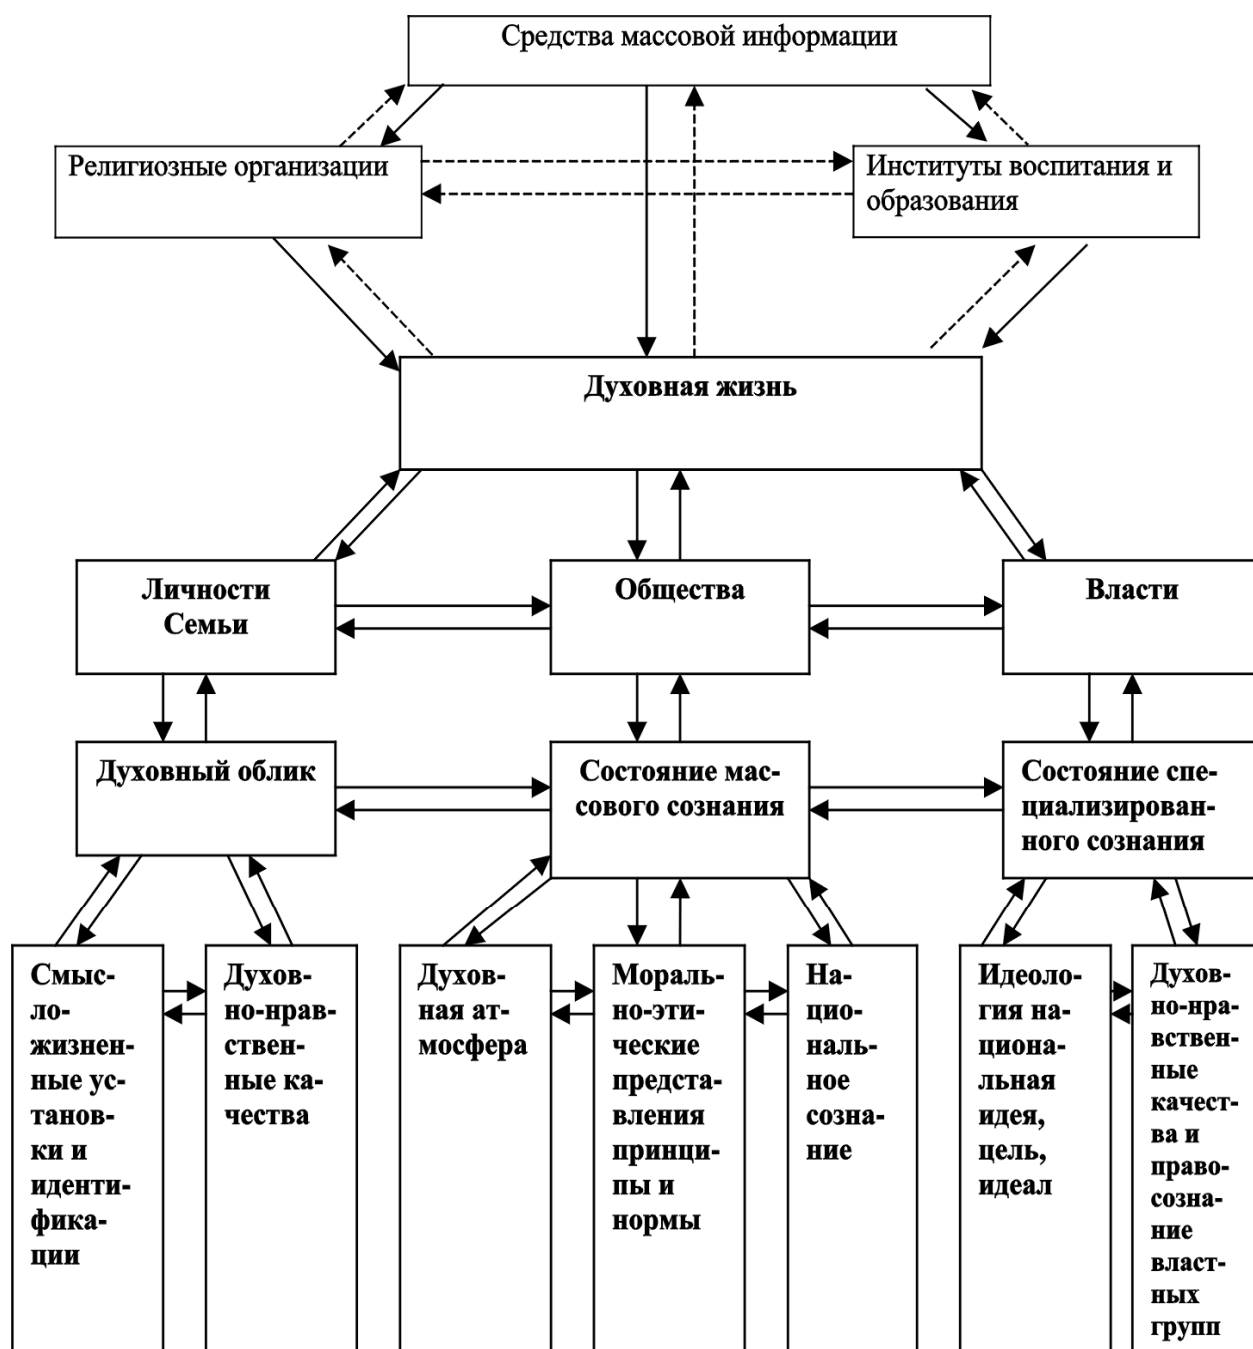 Средства массовой информации
Религиозные организации
Институты воспитания и
образования
Духовная жизнь
Личности
Семьи
Общества
Власти
Духовный облик
Состояние мас-
сового сознания
Состояние спе-
циализирован-
ного сознания
Смыс-
ло-
жизнен-
ные ус-
танов-
ки и
иденти-
фика-
ции
Духов-
но-нрав-
ствен-
ные ка-
чества
Духов-
ная ат-
мосфера
Мораль-
но-эти-
ческие
предста-
вления
принци-
пы и
нормы
На-
цио-
наль-
ное
созна-
ние
Идеоло-
гия на-
циона-
льная
идея,
цель,
идеал
Духов-
но-нра-
вствен-
ные
качест-
ва и
право-
созна-
ние
власт-
ных
групп